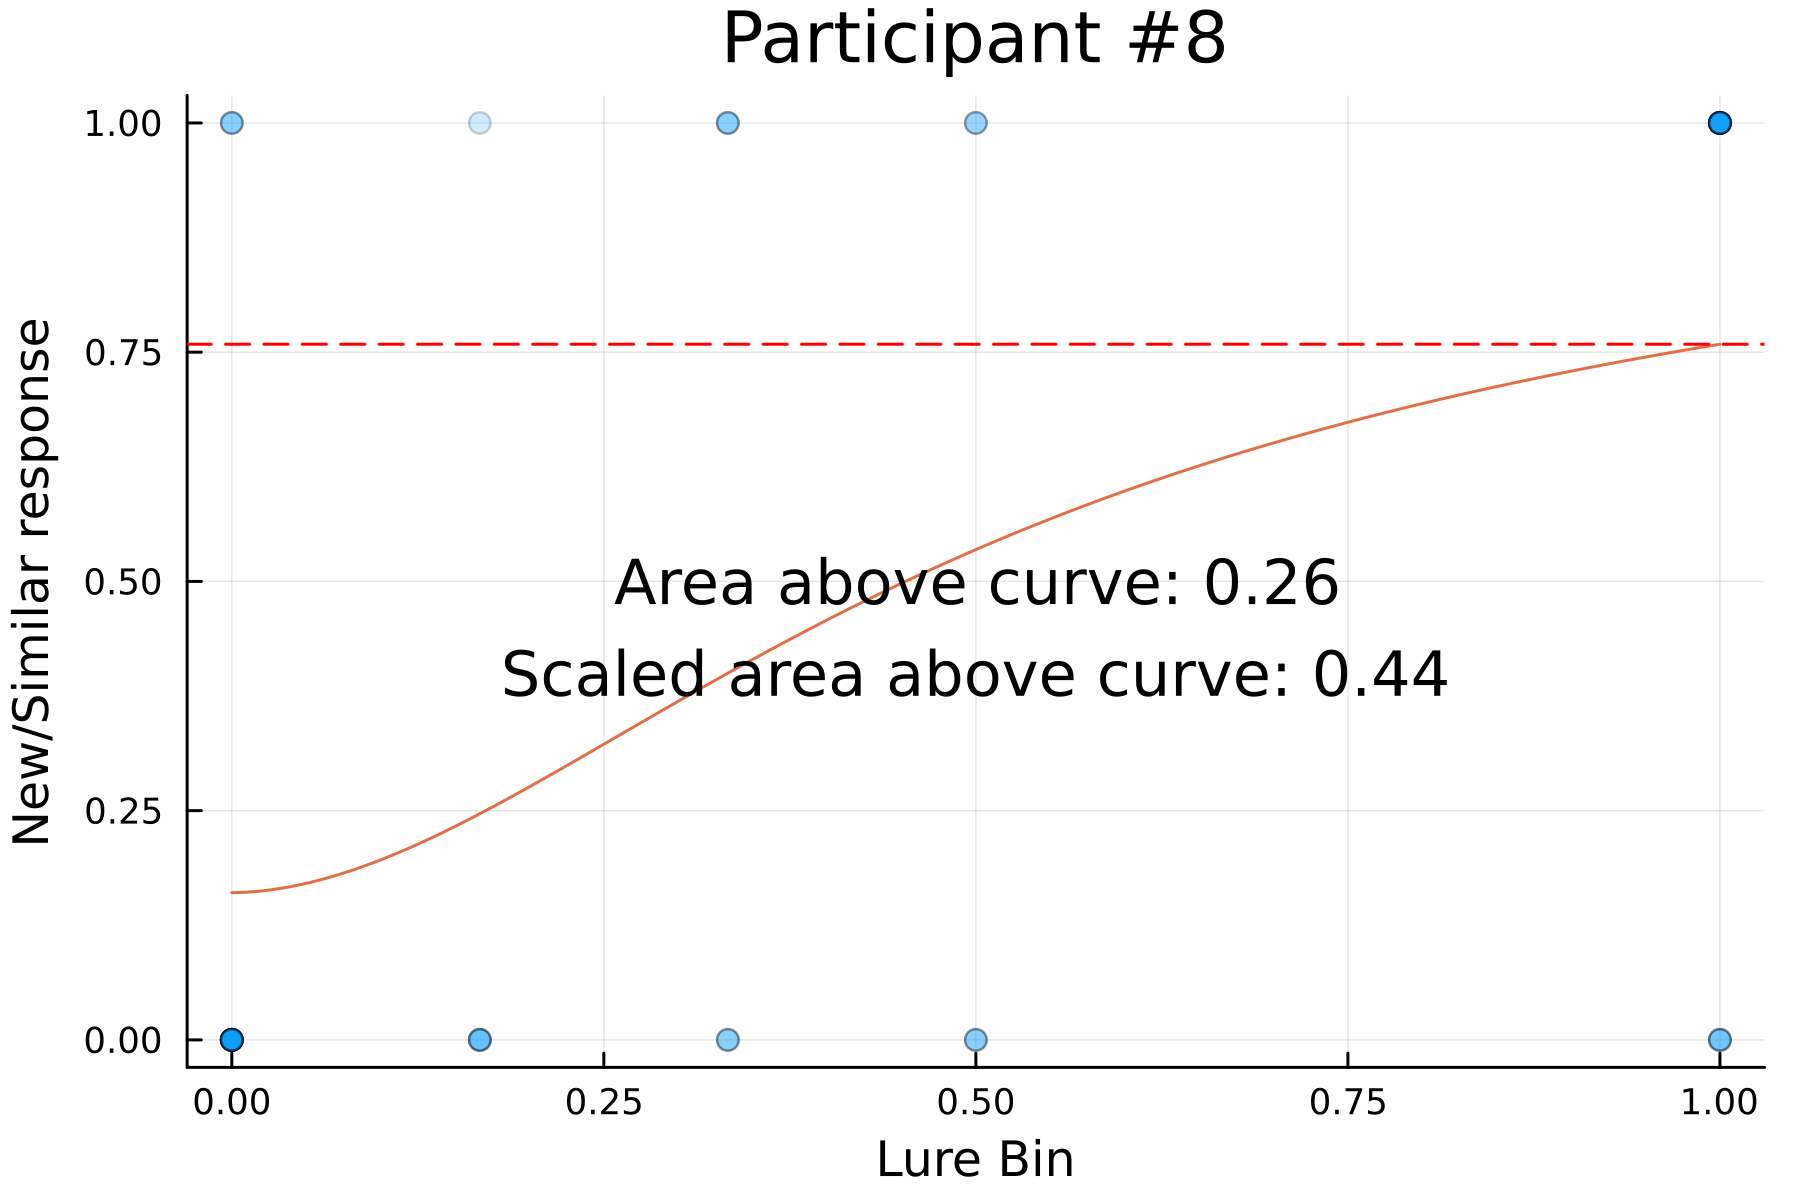 Participant #8
1.00
0.75
0.50
0.25
0.00
New/Similar response
Area above curve: 0.26
Scaled area above curve: 0.44
0.00 0.25 0.50 0.75 1.00
Lure Bin